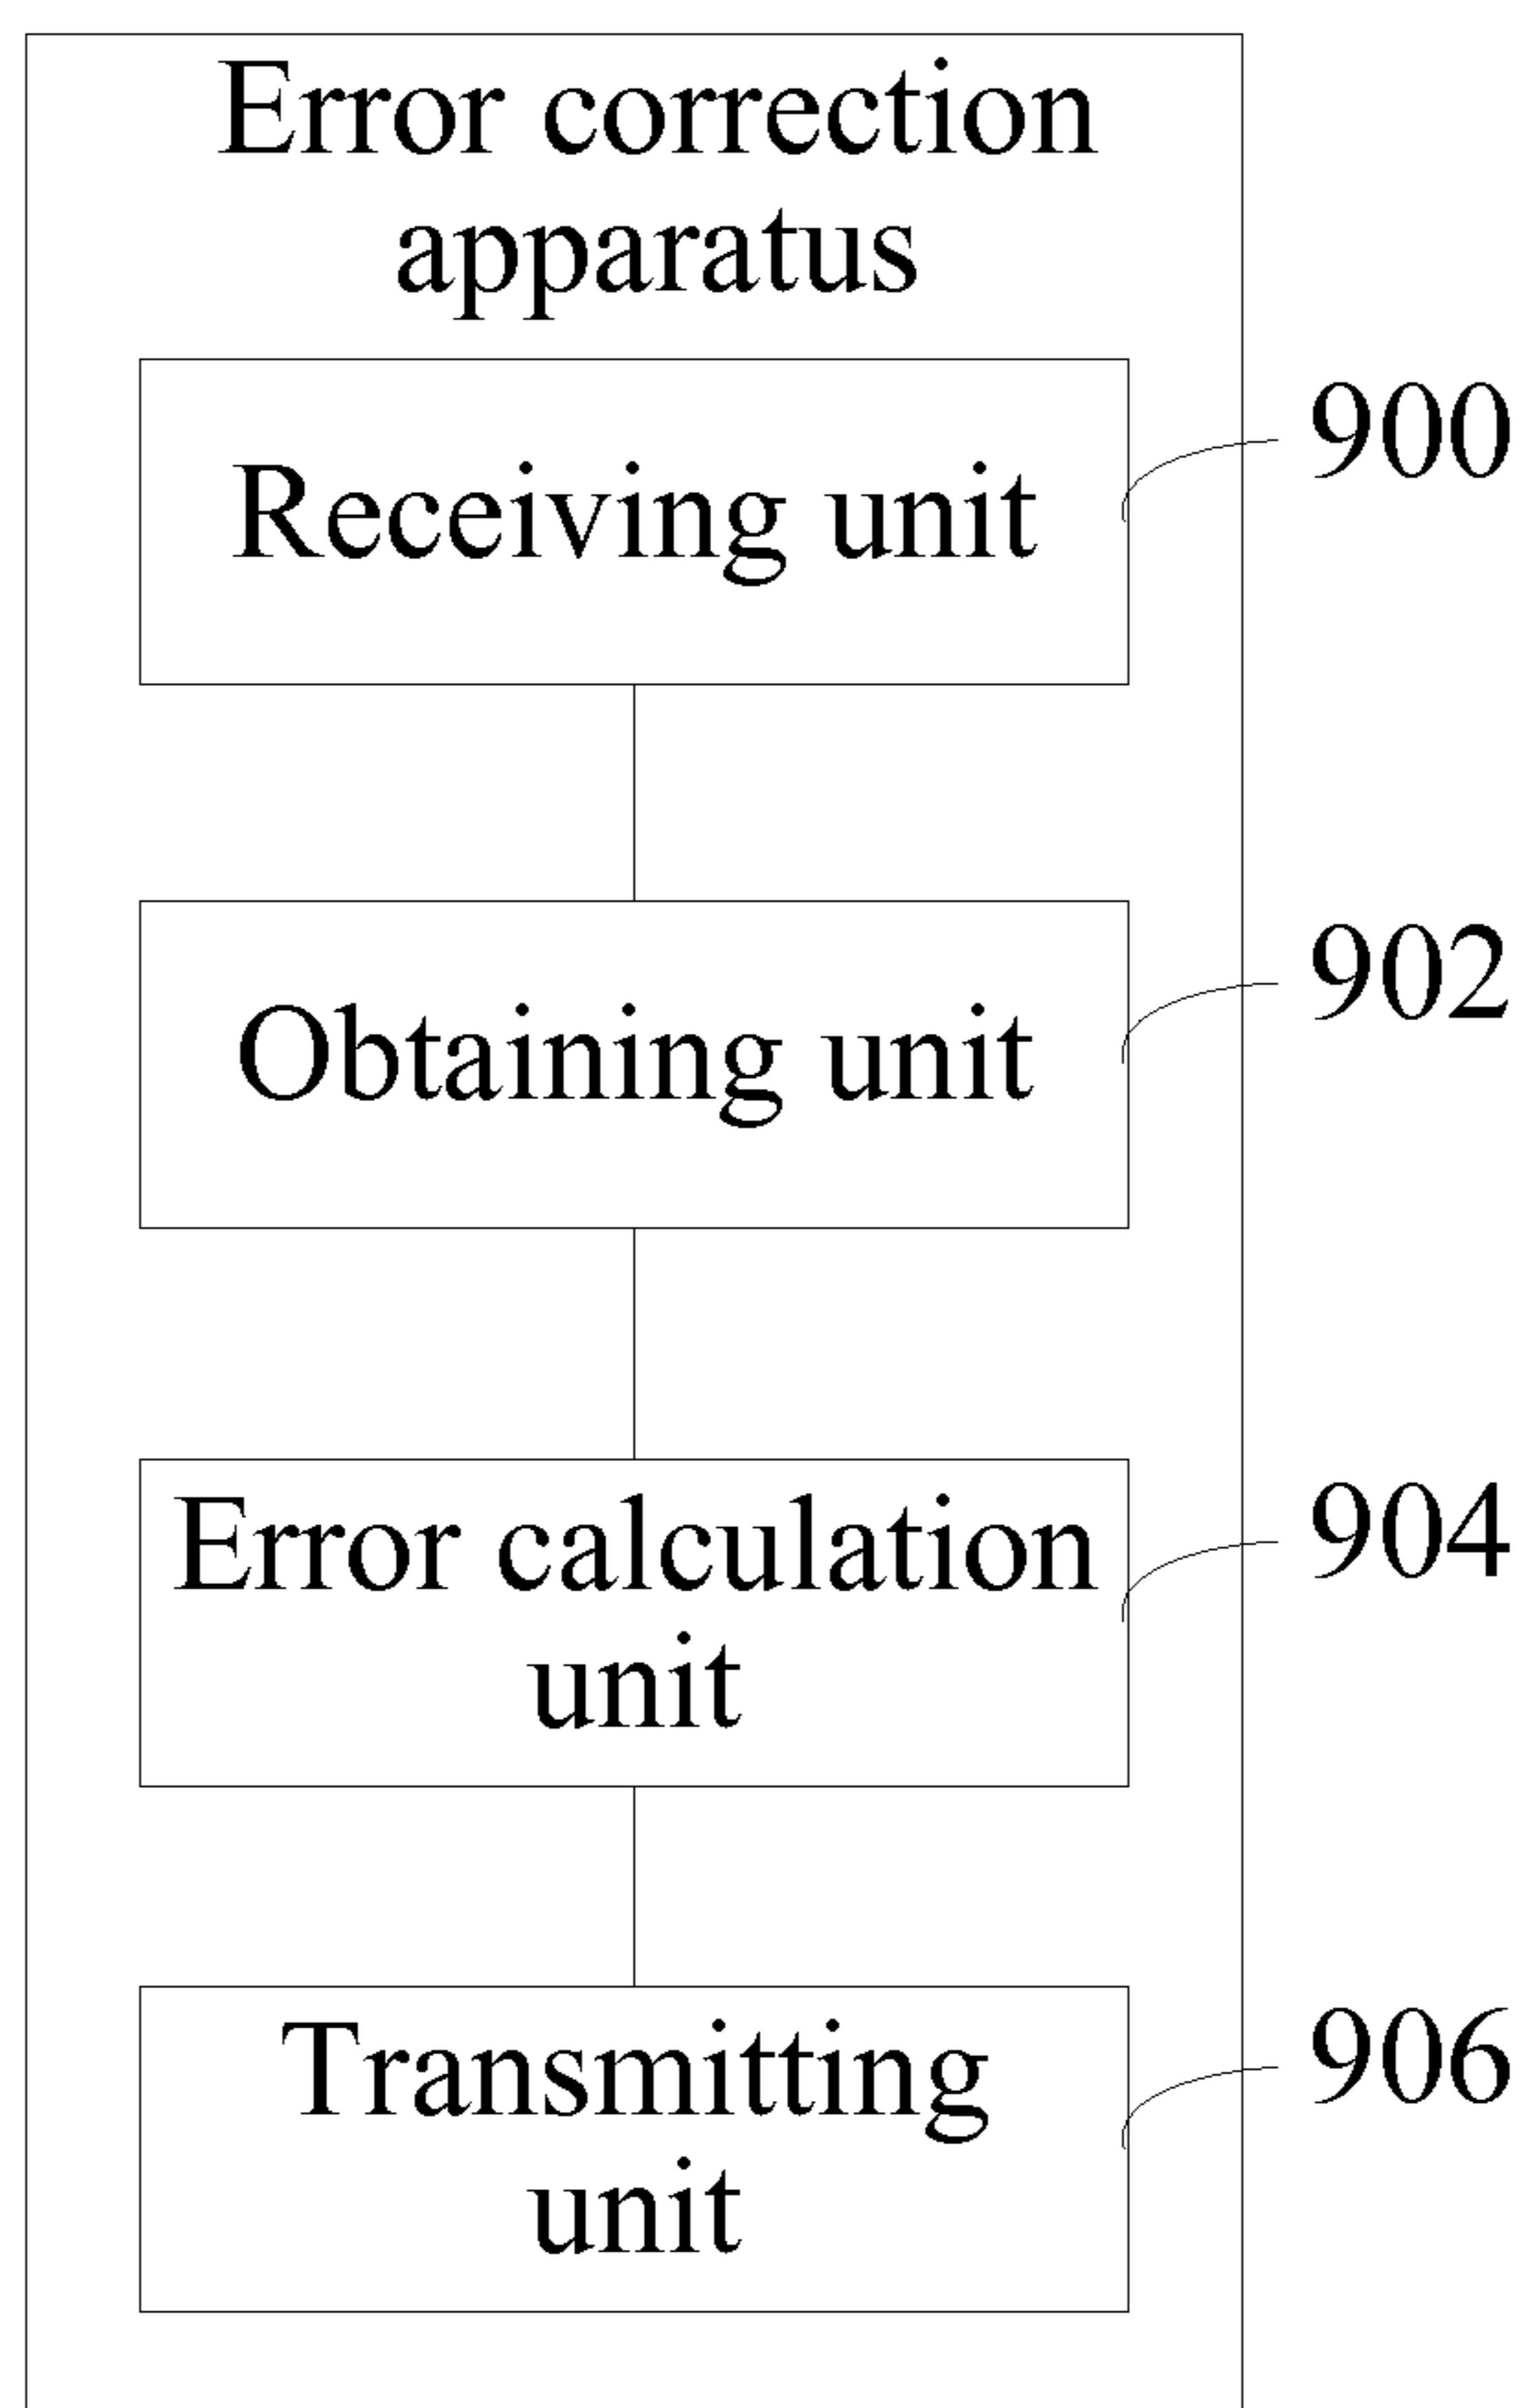 Error correction
apparatus
Receiving unit
900
Obtaining unit
902
Error calculation
unit
904
Transmitting
unit
906